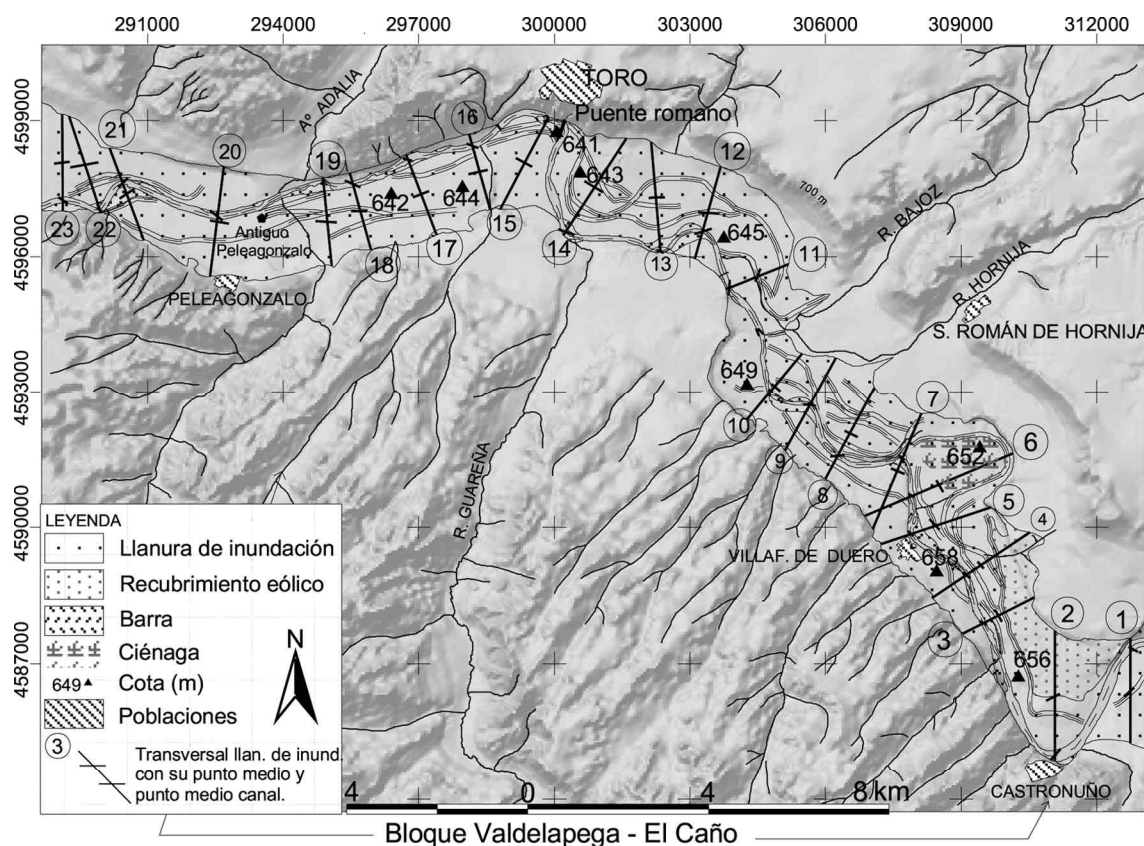 291000 294000 297000 300000 303000 306000 309000 312000
4599000
4596000
4593000
4590000
4587000
TORO
Puente romano
Aº ADALIA
16
641
21
20
19
12
643
700 m
642
644
R. BAJOZ
645
23
22
Antiguo
Peleagonzalo
15
14
11
R. HORNIJA
18
17
13
PELEAGONZALO
S. ROMÁN DE HORNIJA
649
10
7
6
652
9
8
5
4
R. GUAREÑA
VILLAF. DE DUERO
658
3
2
1
656
CASTRONUÑO
LEYENDA
Llanura de inundación
Recubrimiento eólico
Barra
Ciénaga
649 Cota (m)
Poblaciones
3
Transversal llan. de inund.
con su punto medio y
punto medio canal.
N
4 0 4 8 km
Bloque Valdelapega - El Caño